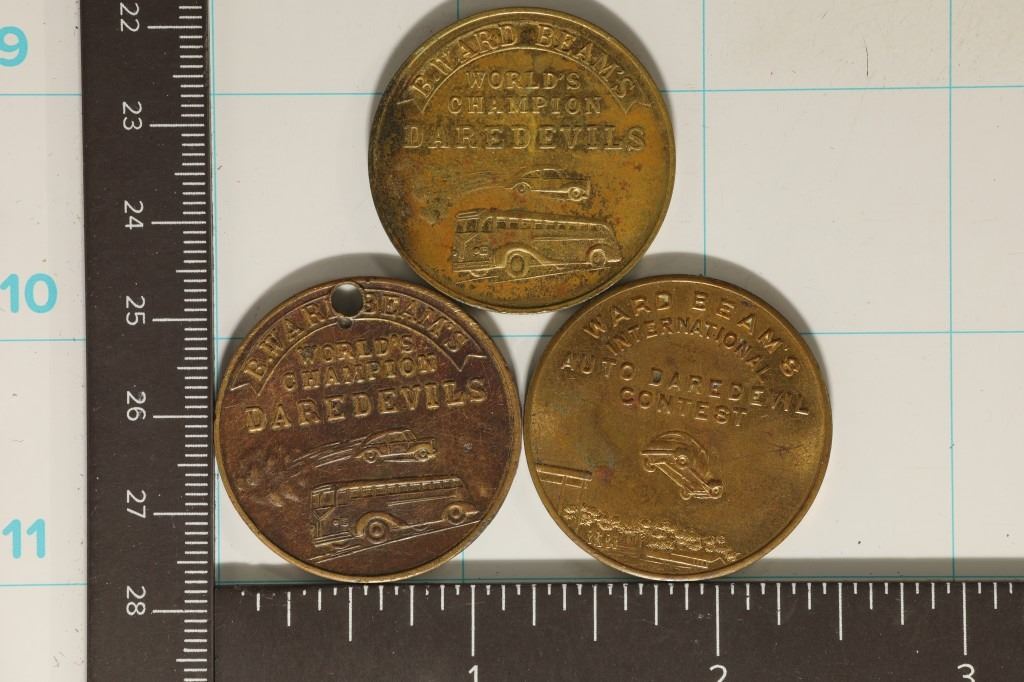 9
10
11
22
23
24
25
26
27
28
B.WARD BEAM'S
WORLD'S
CHAMPION
DAREDEVILS
B.WARD BEAM'S
WORLD'S
CHAMPION
DAREDEVILS
WARD BEAM'S
INTERNATIONAL
AUTO DAREDEVIL
CONTEST
1
2
3